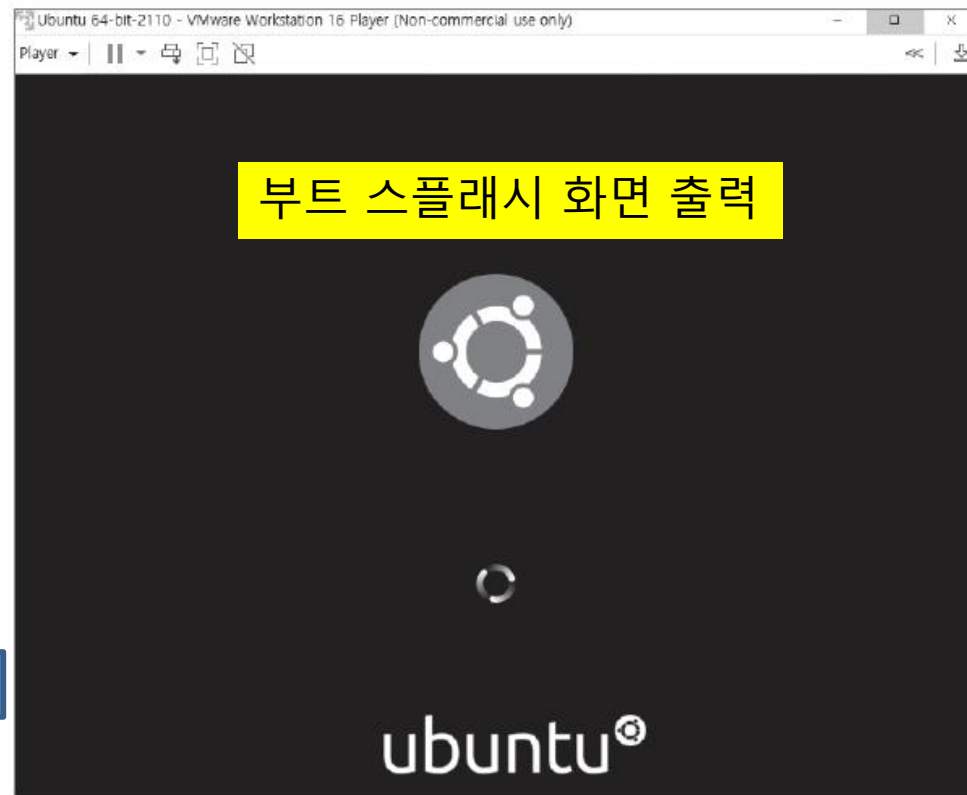 Ubuntu 64-bit-2110 - VMware Workstation 16 Player (Non-commercial use only)
Player
부트 스플래시 화면 출력
ubuntu